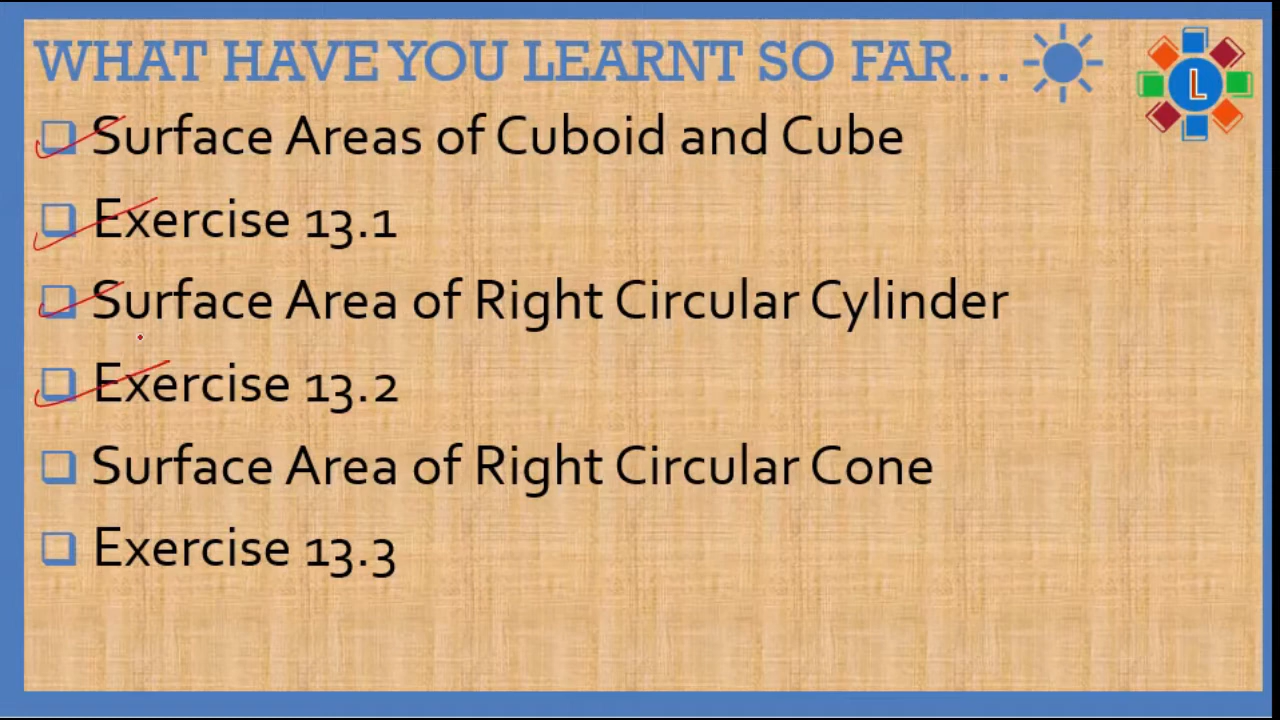 WHAT HAVE YOU LEARNT SO FAR...
L
Surface Areas of Cuboid and Cube
Exercise 13.1
Surface Area of Right Circular Cylinder
Exercise 13.2
Surface Area of Right Circular Cone
Exercise 13.3